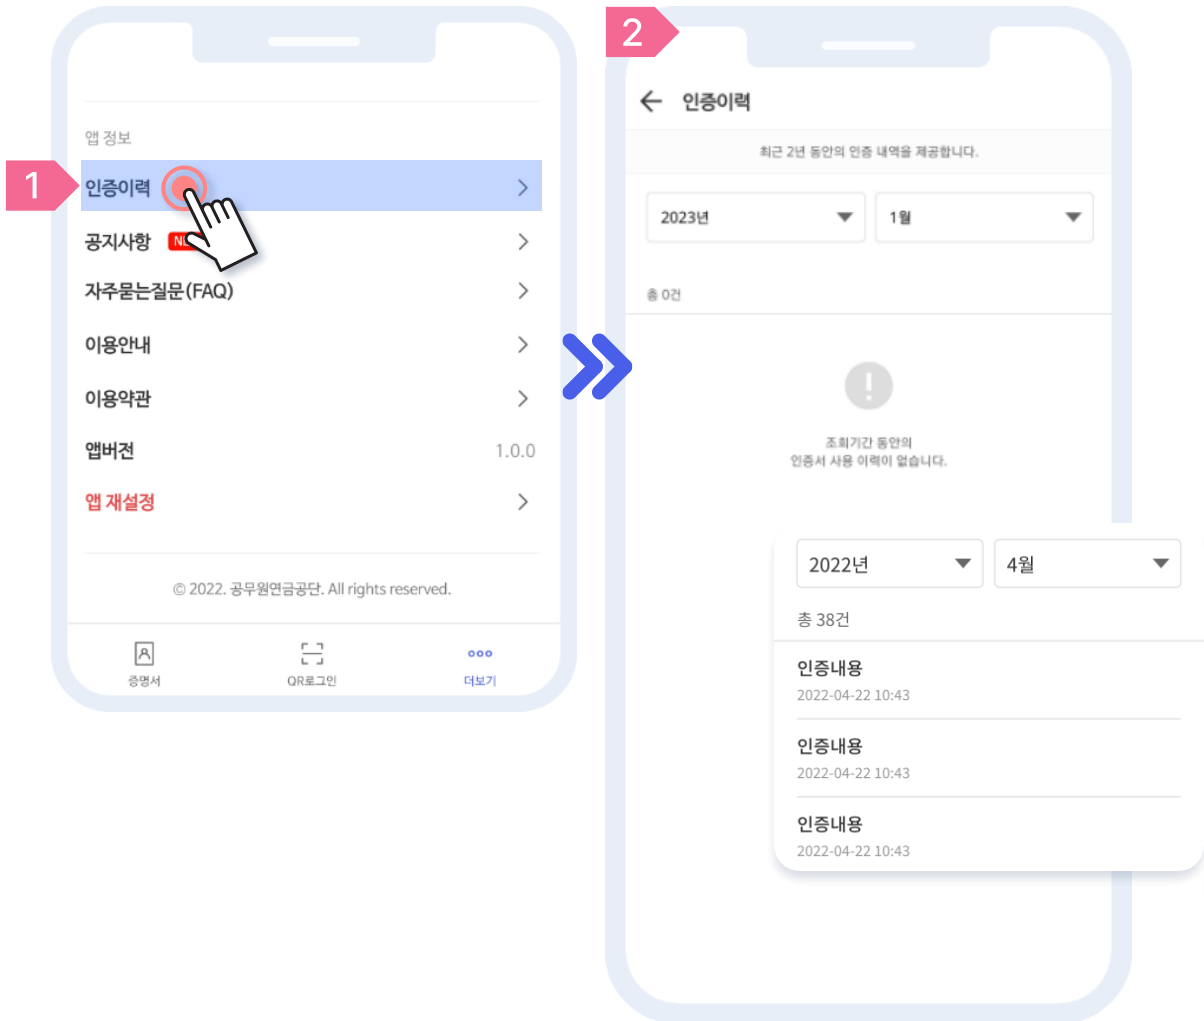 1
앱 정보
인증이력
공지사항
자주묻는질문(FAQ)
이용안내
이용약관
앱버전 1.0.0
앱 재설정
© 2022. 공무원연금공단. All rights reserved.
증명서 QR로그인 더보기
2
인증이력
최근 2년 동안의 인증 내역을 제공합니다.
2023년 1월
총 0건
조회기간 동안의
인증서 사용 이력이 없습니다.
2022년 4월
총 38건
인증내용
2022-04-22 10:43
인증내용
2022-04-22 10:43
인증내용
2022-04-22 10:43